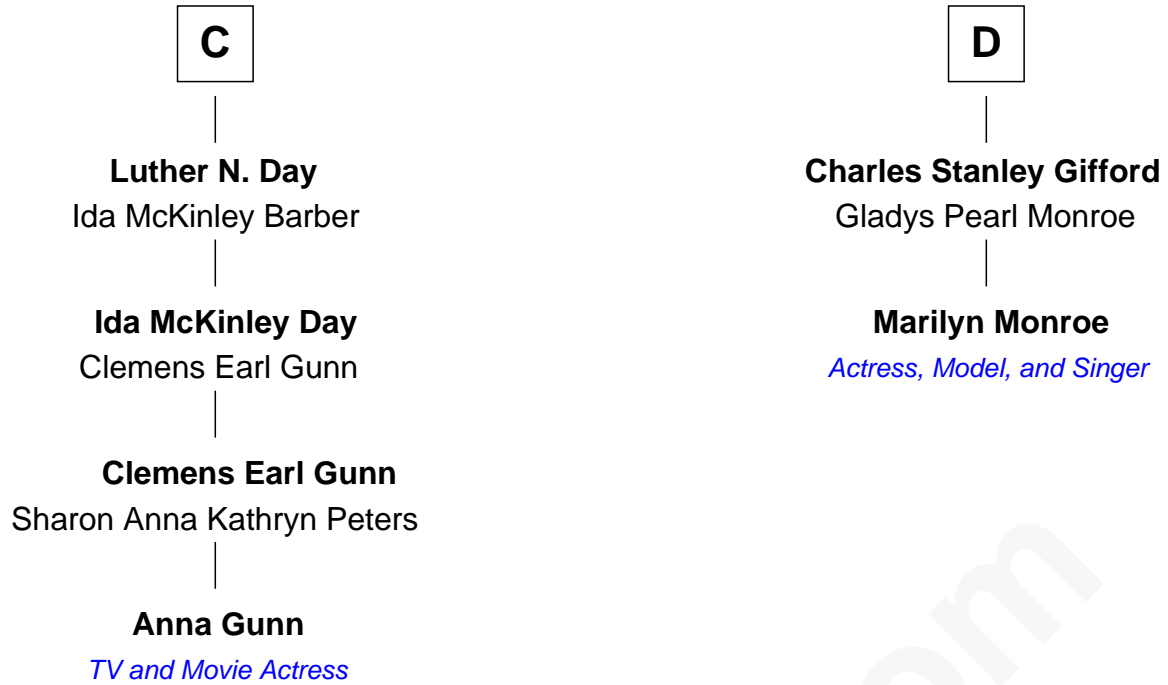 C
Luther N. Day
Ida McKinley Barber
Ida McKinley Day
Clemens Earl Gunn
Clemens Earl Gunn
Sharon Anna Kathryn Peters
Anna Gunn
TV and Movie Actress
D
Charles Stanley Gifford
Gladys Pearl Monroe
Marilyn Monroe
Actress, Model, and Singer
om